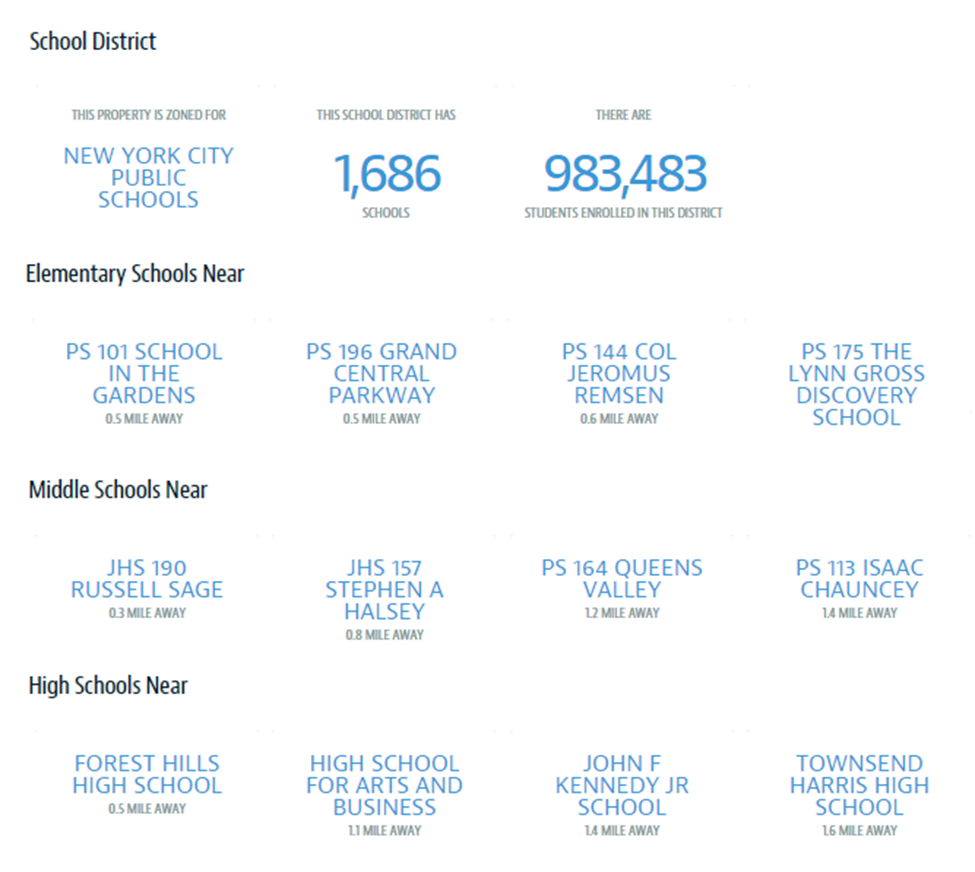 School District
THIS PROPERTY IS ZONED FOR
NEW YORK CITY
PUBLIC
SCHOOLS
THIS SCHOOL DISTRICT HAS
1,686
SCHOOLS
THERE ARE
983,483
STUDENTS ENROLLED IN THIS DISTRICT
Elementary Schools Near
PS 101 SCHOOL
IN THE
GARDENS
0.5 MILE AWAY
PS 196 GRAND
CENTRAL
PARKWAY
0.5 MILE AWAY
PS 144 COL
JEROMUS
REMSEN
0.6 MILE AWAY
PS 175 THE
LYNN GROSS
DISCOVERY
SCHOOL
Middle Schools Near
JHS 190
RUSSELL SAGE
0.3 MILE AWAY
JHS 157
STEPHEN A
HALSEY
0.8 MILE AWAY
PS 164 QUEENS
VALLEY
1.2 MILE AWAY
PS 113 ISAAC
CHAUNCEY
1.4 MILE AWAY
High Schools Near
FOREST HILLS
HIGH SCHOOL
0.5 MILE AWAY
HIGH SCHOOL
FOR ARTS AND
BUSINESS
1.1 MILE AWAY
JOHN F
KENNEDY JR
SCHOOL
1.4 MILE AWAY
TOWNSEND
HARRIS HIGH
SCHOOL
1.6 MILE AWAY